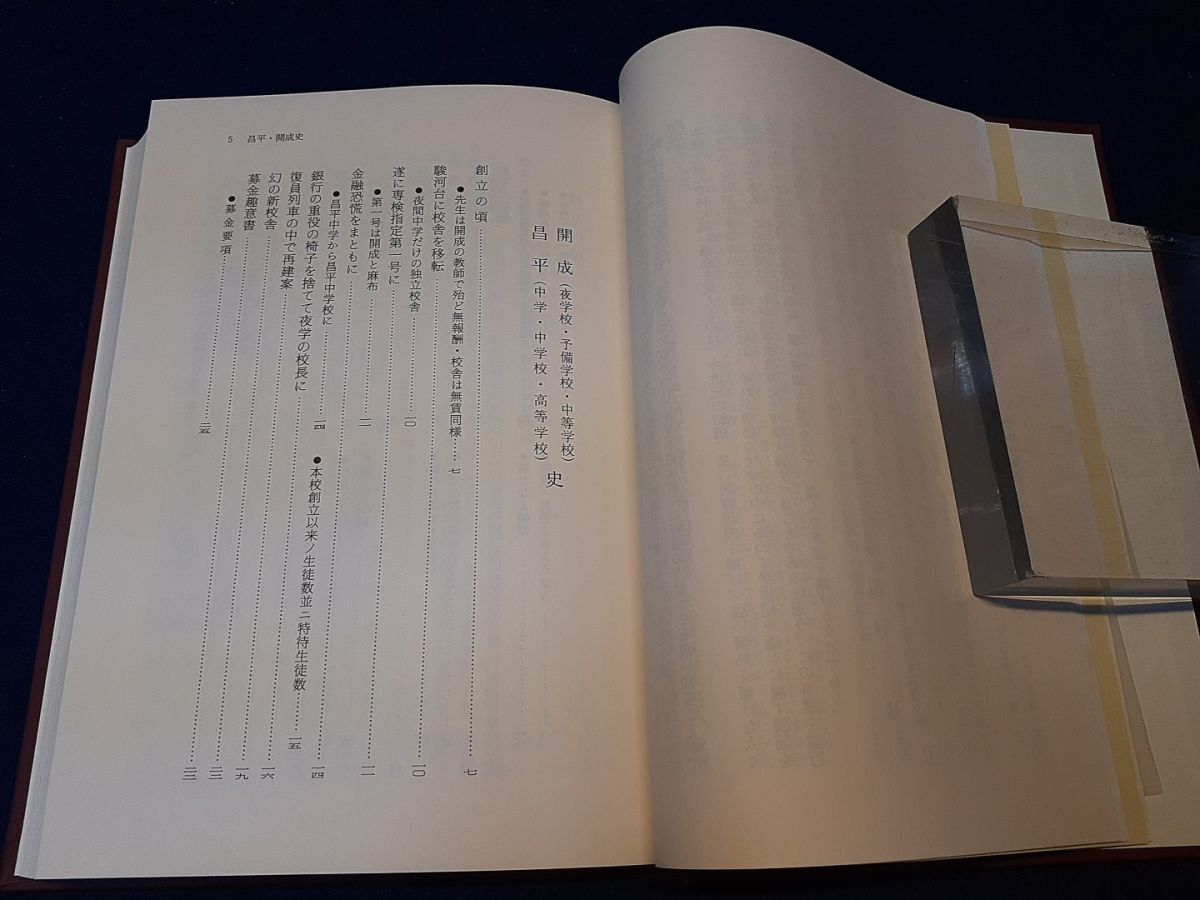 5 昌平・開成史
開成（夜学校・予備学校・中等学校）
昌平（中学・中学校・高等学校）
史
創立の頃……七
●先生は開成の教師で殆ど無報酬・校舎は無賃同様……七
駿河台に校舎を移転……一〇
●夜間中学だけの独立校舎……一〇
遂に専検指定第一号に……一一
●第一号は開成と麻布……一一
金融恐慌をまともに……一四
●昌平中学から昌平中学校に……一四 ●本校創立以来ノ生徒数並ニ特待生徒数……一五
銀行の重役の椅子を捨てて夜学の校長に……一六
復員列車の中で再建案……一九
幻の新校舎……二三
募金趣意書……二三
●募金要項……二五